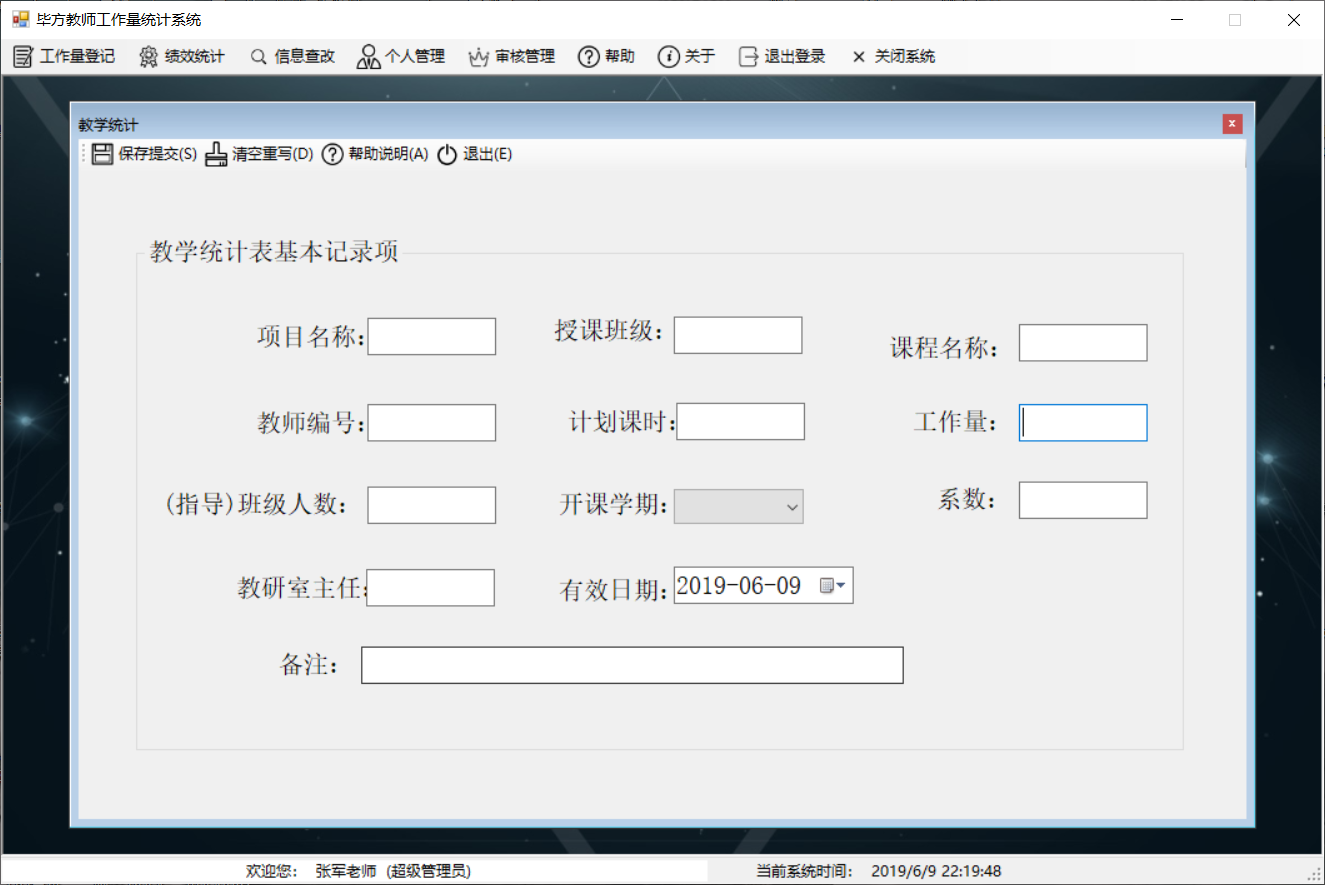 毕方教师工作量统计系统
工作量登记 绩效统计 信息查改 个人管理 审核管理 帮助 关于 退出登录 关闭系统
教学统计
保存提交(S) 清空重写(D) 帮助说明(A) 退出(E)
教学统计表基本记录项
项目名称: 授课班级: 课程名称:
教师编号: 计划课时: 工作量:
(指导)班级人数: 开课学期: 系数:
教研室主任: 有效日期: 2019-06-09
备注:
欢迎您: 张军老师 (超级管理员) 当前系统时间: 2019/6/9 22:19:48